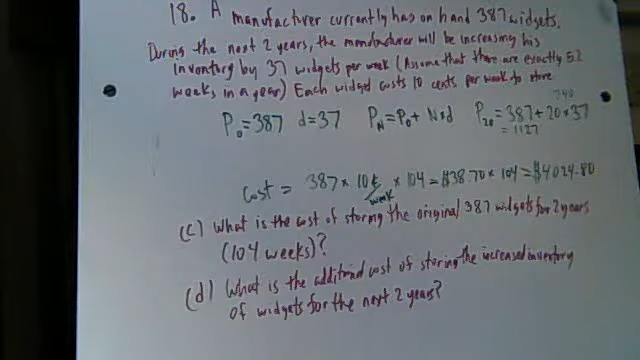 18. A manufacturer currently has on hand 387 widgets.
During the next 2 years, the manufacturer will be increasing his
inventory by 37 widgets per week (Assume that there are exactly 52
weeks in a year) Each widget costs 10 cents per week to store
740
P₀=387 d=37 P_N=P₀+N×d P₂₀=387+20×37
=1127
Cost = 387 × 10¢/week × 104 = $38.70 × 104 = $4024.80
(c) What is the cost of storing the original 387 widgets for 2 years
(104 weeks)?
(d) What is the additional cost of storing the increased inventory
of widgets for the next 2 years?